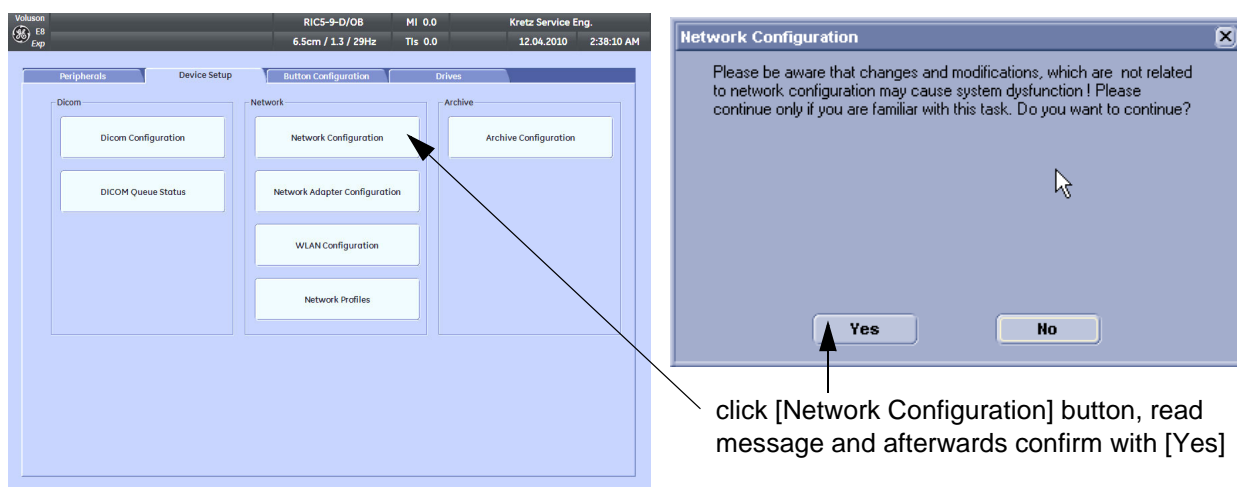 Voluson
E8
Exp
RIC5-9-D/OB MI 0.0 Kretz Service Eng.
6.5cm / 1.3 / 29Hz TIs 0.0 12.04.2010 2:38:10 AM
Peripherals Device Setup Button Configuration Drives
Dicom Network Archive
Dicom Configuration Network Configuration Archive Configuration
DICOM Queue Status Network Adapter Configuration
WLAN Configuration
Network Profiles
Network Configuration
Please be aware that changes and modifications, which are not related
to network configuration may cause system dysfunction ! Please
continue only if you are familiar with this task. Do you want to continue?
Yes No
click [Network Configuration] button, read
message and afterwards confirm with [Yes]